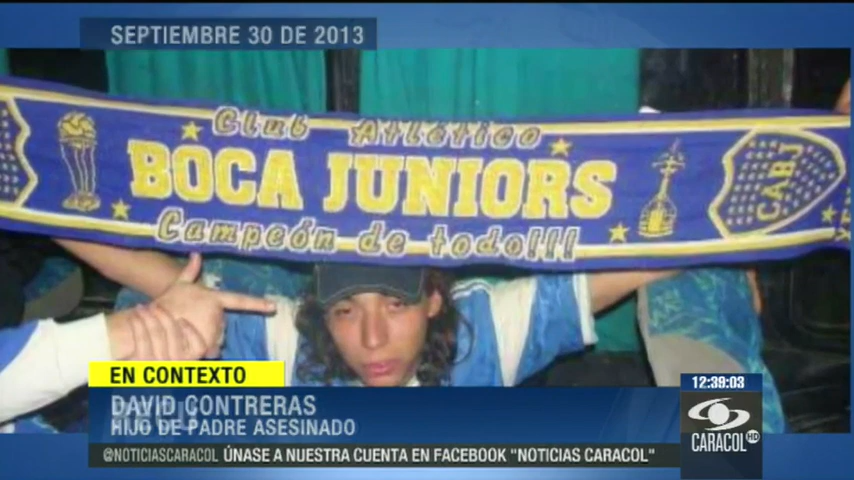 SEPTIEMBRE 30 DE 2013
Club Atlético
BOCA JUNIORS
CABJ
Campeón de todo!!!
EN CONTEXTO
DAVID CONTRERAS
HIJO DE PADRE ASESINADO
12:39:03
CARACOL HD
@NOTICIASCARACOL ÚNASE A NUESTRA CUENTA EN FACEBOOK "NOTICIAS CARACOL"